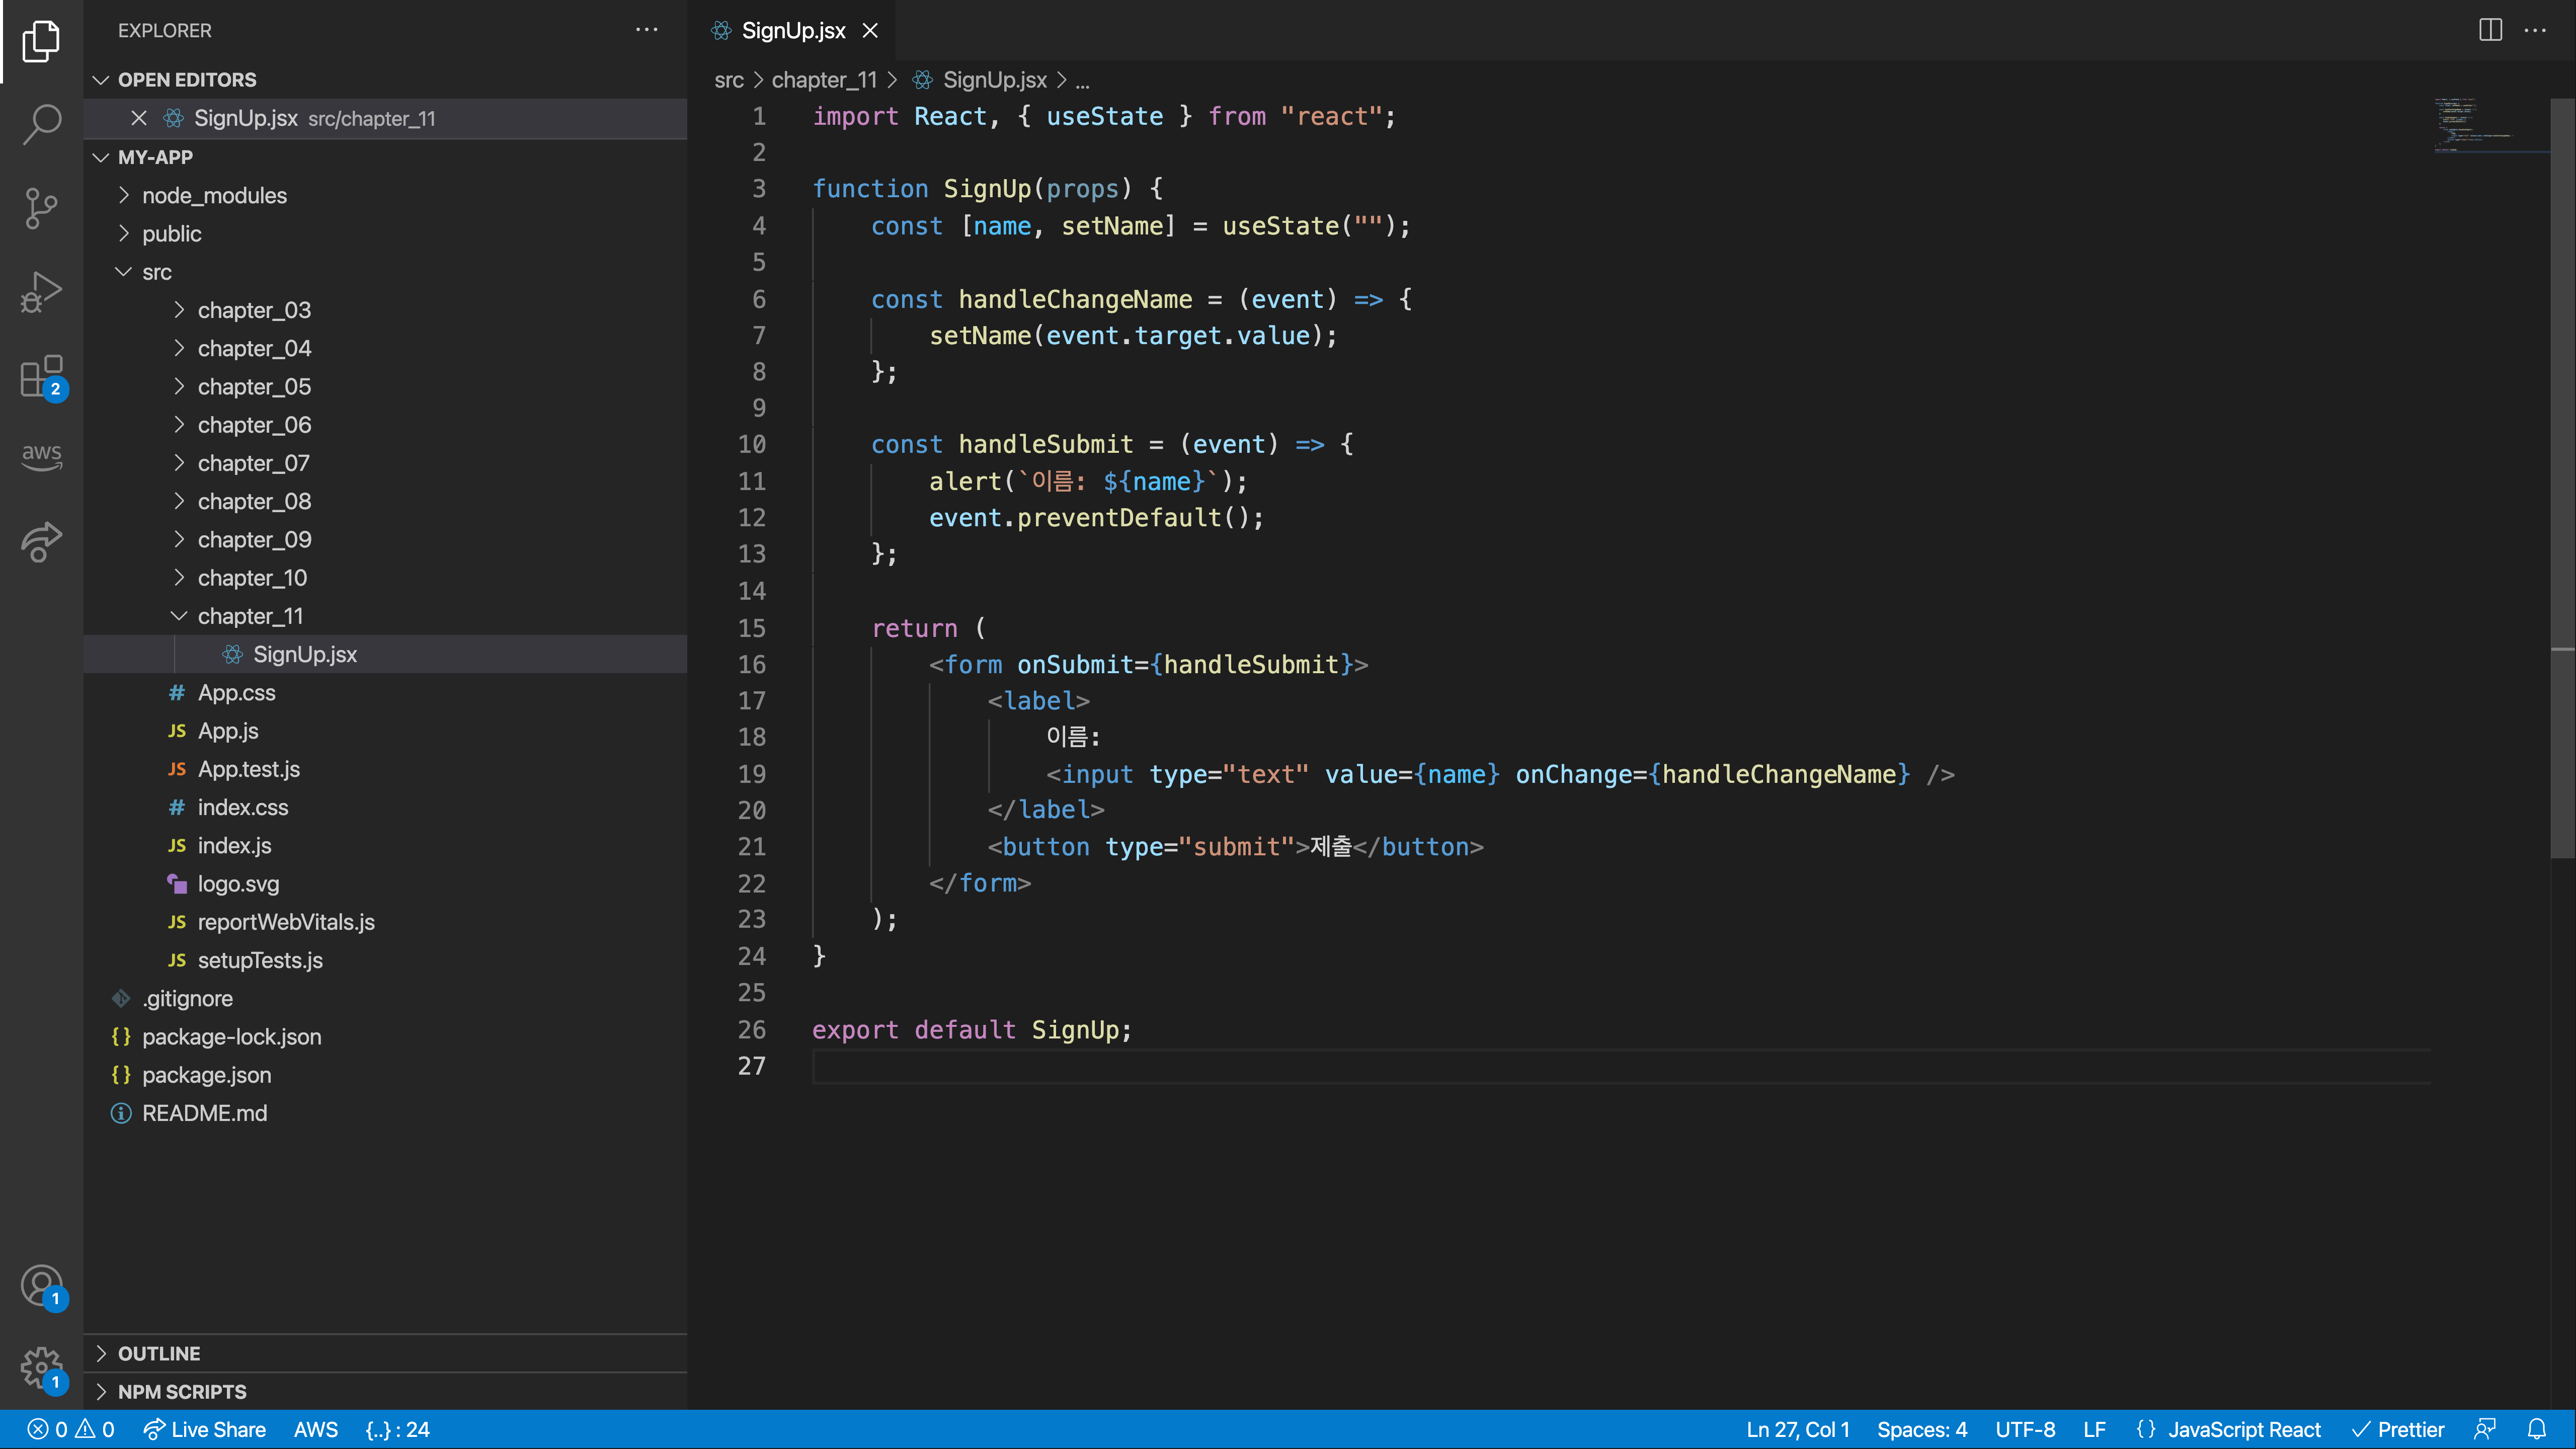 EXPLORER
OPEN EDITORS
SignUp.jsx src/chapter_11
MY-APP
node_modules
public
src
chapter_03
chapter_04
chapter_05
chapter_06
chapter_07
chapter_08
chapter_09
chapter_10
chapter_11
SignUp.jsx
# App.css
JS App.js
JS App.test.js
# index.css
JS index.js
logo.svg
JS reportWebVitals.js
JS setupTests.js
.gitignore
{} package-lock.json
{} package.json
README.md
OUTLINE
NPM SCRIPTS
2
aws
1
1
SignUp.jsx
src > chapter_11 > SignUp.jsx > ...
1 import React, { useState } from "react";
2
3 function SignUp(props) {
4 const [name, setName] = useState("");
5
6 const handleChangeName = (event) => {
7 setName(event.target.value);
8 };
9
10 const handleSubmit = (event) => {
11 alert(`이름: ${name}`);
12 event.preventDefault();
13 };
14
15 return (
16 <form onSubmit={handleSubmit}>
17 <label>
18 이름:
19 <input type="text" value={name} onChange={handleChangeName} />
20 </label>
21 <button type="submit">제출</button>
22 </form>
23 );
24 }
25
26 export default SignUp;
27
0 0 Live Share AWS {..} : 24 Ln 27, Col 1 Spaces: 4 UTF-8 LF {} JavaScript React Prettier